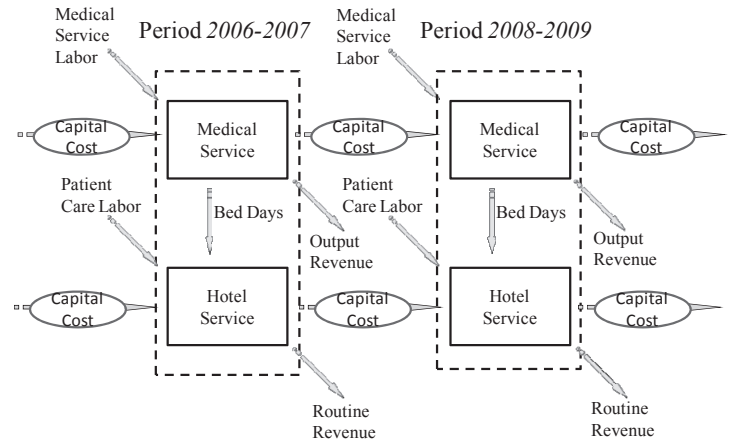 Medical
Service
Labor
Period 2006-2007
Medical
Service
Labor
Period 2008-2009
Capital
Cost
Medical
Service
Capital
Cost
Medical
Service
Capital
Cost
Patient
Care Labor
Bed Days
Output
Revenue
Patient
Care Labor
Bed Days
Output
Revenue
Capital
Cost
Hotel
Service
Capital
Cost
Hotel
Service
Capital
Cost
Routine
Revenue
Routine
Revenue